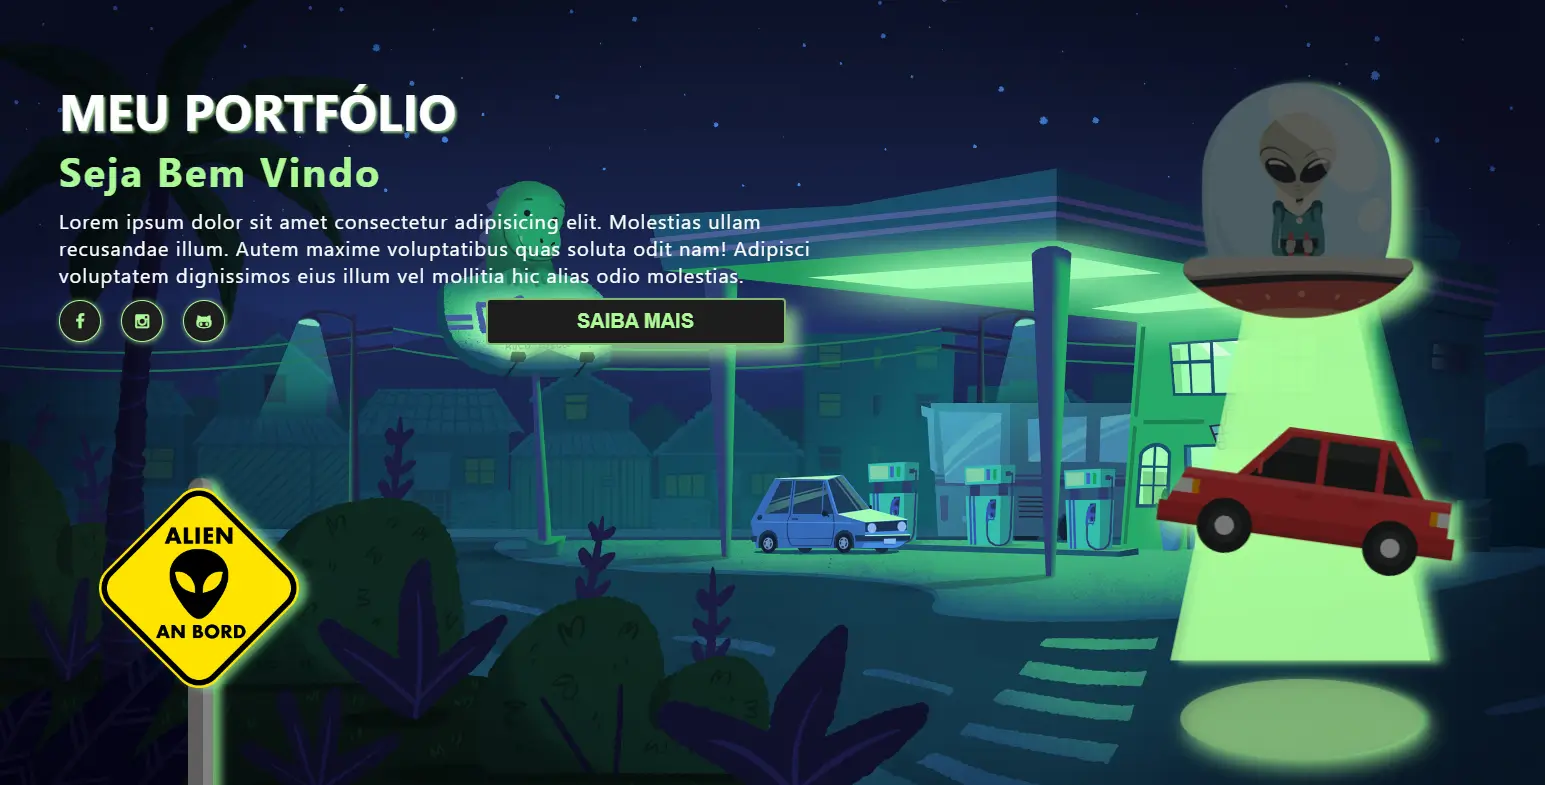 MEU PORTFÓLIO
Seja Bem Vindo
Lorem ipsum dolor sit amet consectetur adipisicing elit. Molestias ullam
recusandae illum. Autem maxime voluptatibus quas soluta odit nam! Adipisci
voluptatem dignissimos eius illum vel mollitia hic alias odio molestias.
SAIBA MAIS
ALIEN
AN BORD